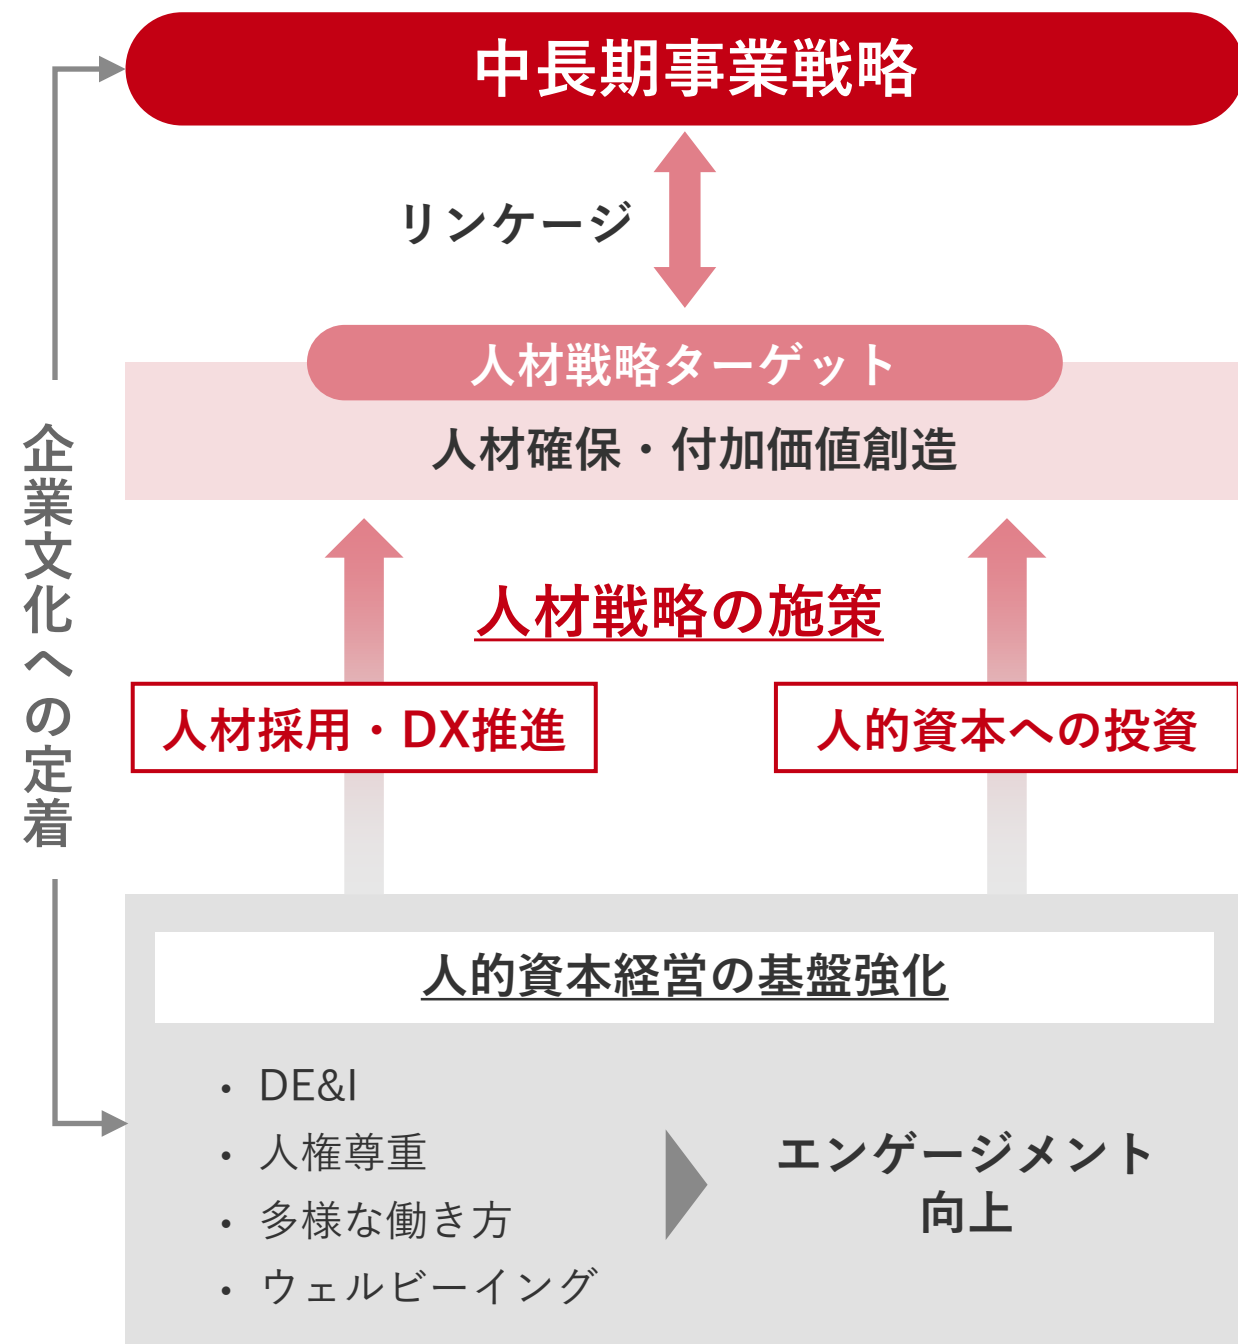 中長期事業戦略
リンケージ
人材戦略ターゲット
人材確保・付加価値創造
企業文化への定着
人材戦略の施策
人材採用・DX推進
人的資本への投資
人的資本経営の基盤強化
・DE&I
・人権尊重
・多様な働き方
・ウェルビーイング
エンゲージメント
向上